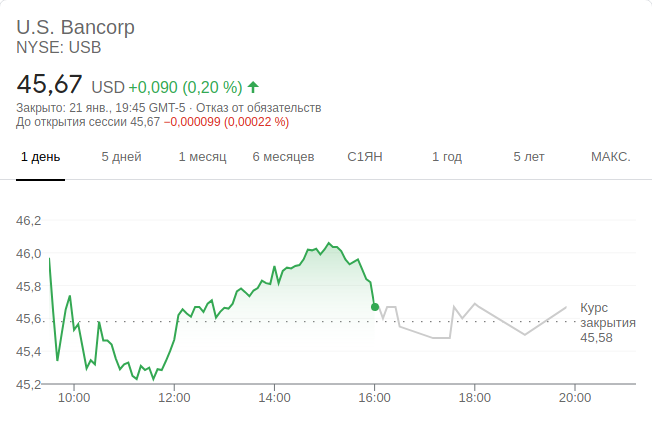 U.S. Bancorp
NYSE: USB
45,67 USD +0,090 (0,20 %)
Закрыто: 21 янв., 19:45 GMT-5 · Отказ от обязательств
До открытия сессии 45,67 −0,000099 (0,00022 %)
1 день 5 дней 1 месяц 6 месяцев С1ЯН 1 год 5 лет МАКС.
46,2
46,0
45,8
45,6
45,4
45,2
Курс
закрытия
45,58
10:00 12:00 14:00 16:00 18:00 20:00